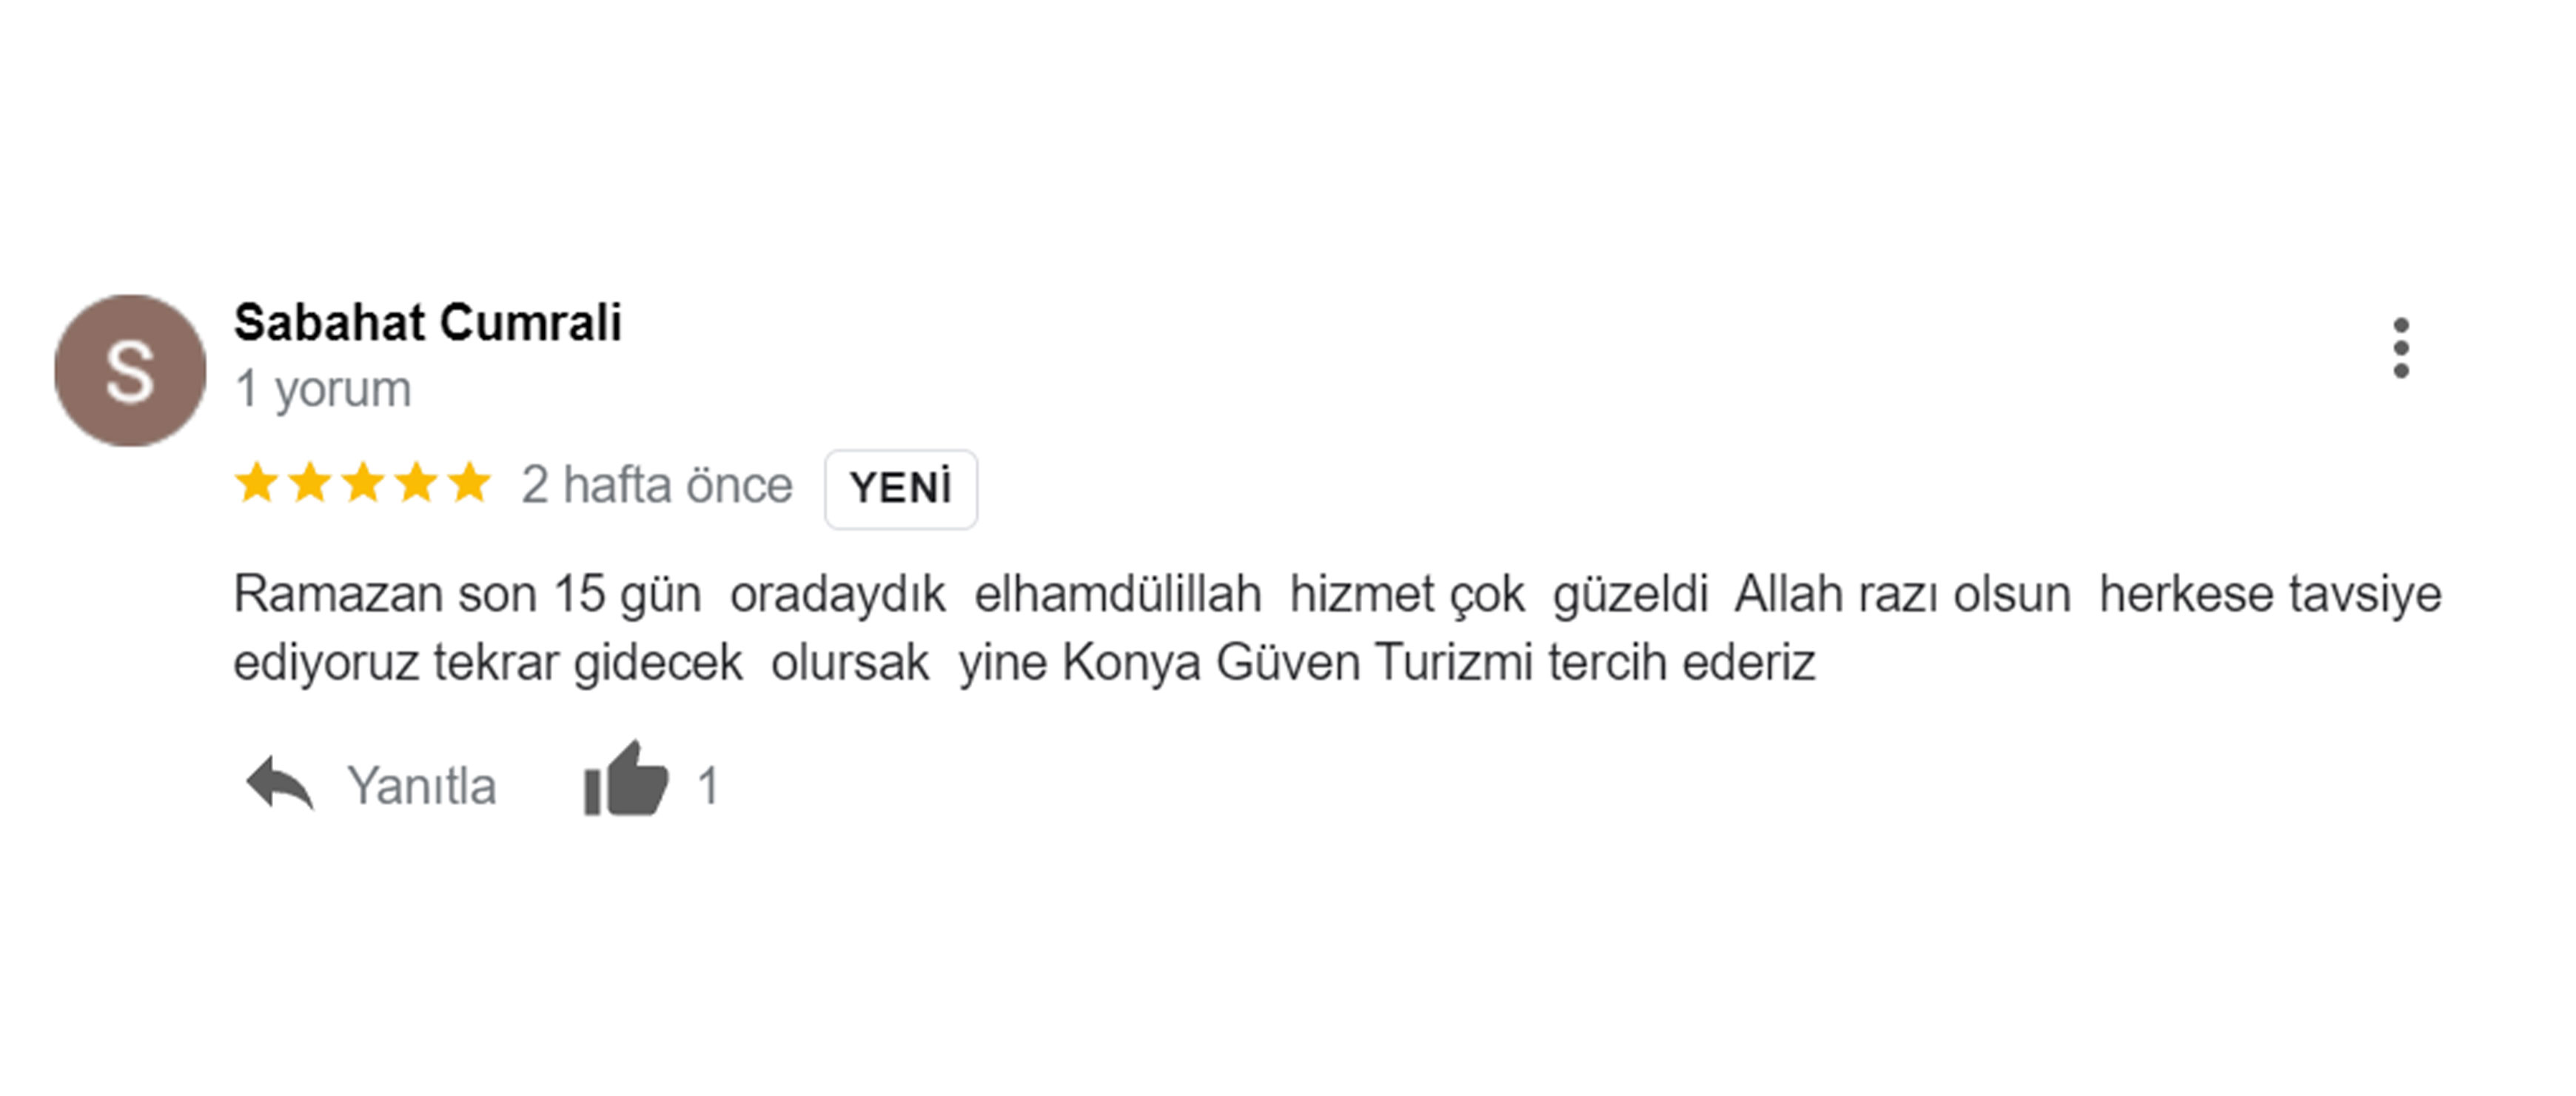 S
Sabahat Cumrali
1 yorum
2 hafta önce YENİ
Ramazan son 15 gün  oradaydık  elhamdülillah  hizmet çok  güzeldi  Allah razı olsun  herkese tavsiye
ediyoruz tekrar gidecek  olursak  yine Konya Güven Turizmi tercih ederiz
Yanıtla 1